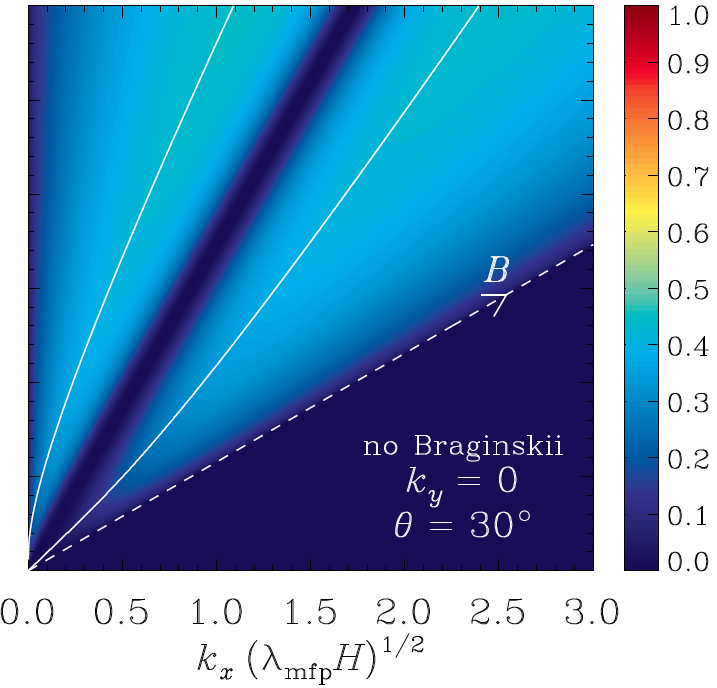 1.0
0.9
0.8
0.7
0.6
0.5
0.4
0.3
0.2
0.1
0.0
B
no Braginskii
k_y = 0
θ = 30°
0.0 0.5 1.0 1.5 2.0 2.5 3.0
k_x (λ_mfp H)^1/2